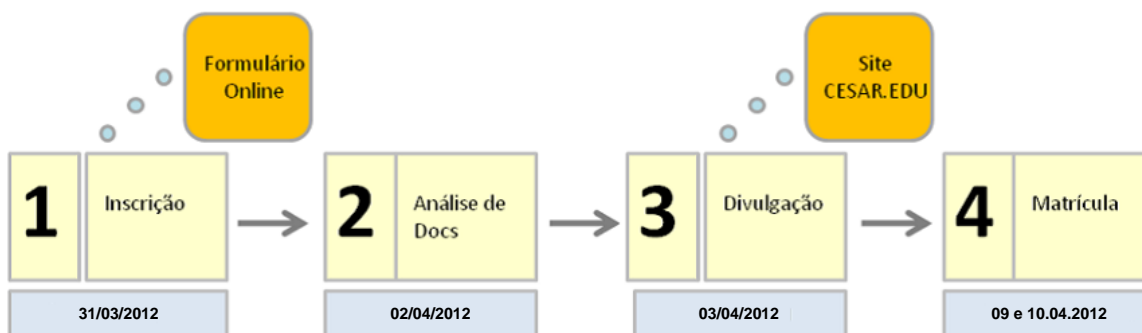 Formulário
Online
Site
CESAR.EDU
1
Inscrição
2
Análise de
Docs
3
Divulgação
4
Matrícula
31/03/2012
02/04/2012
03/04/2012
09 e 10.04.2012